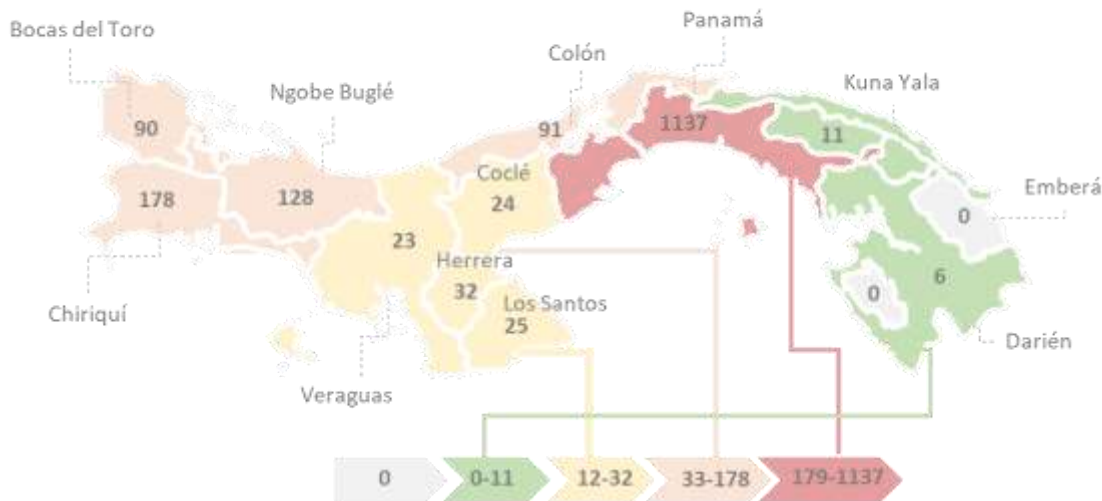 Panamá
Bocas del Toro
Colón
Kuna Yala
Ngobe Buglé
90
91
1137
11
Coclé
Emberá
178
128
24
0
23
Herrera
6
32
0
Los Santos
25
Chiriquí
Darién
Veraguas
0
0-11
12-32
33-178
179-1137